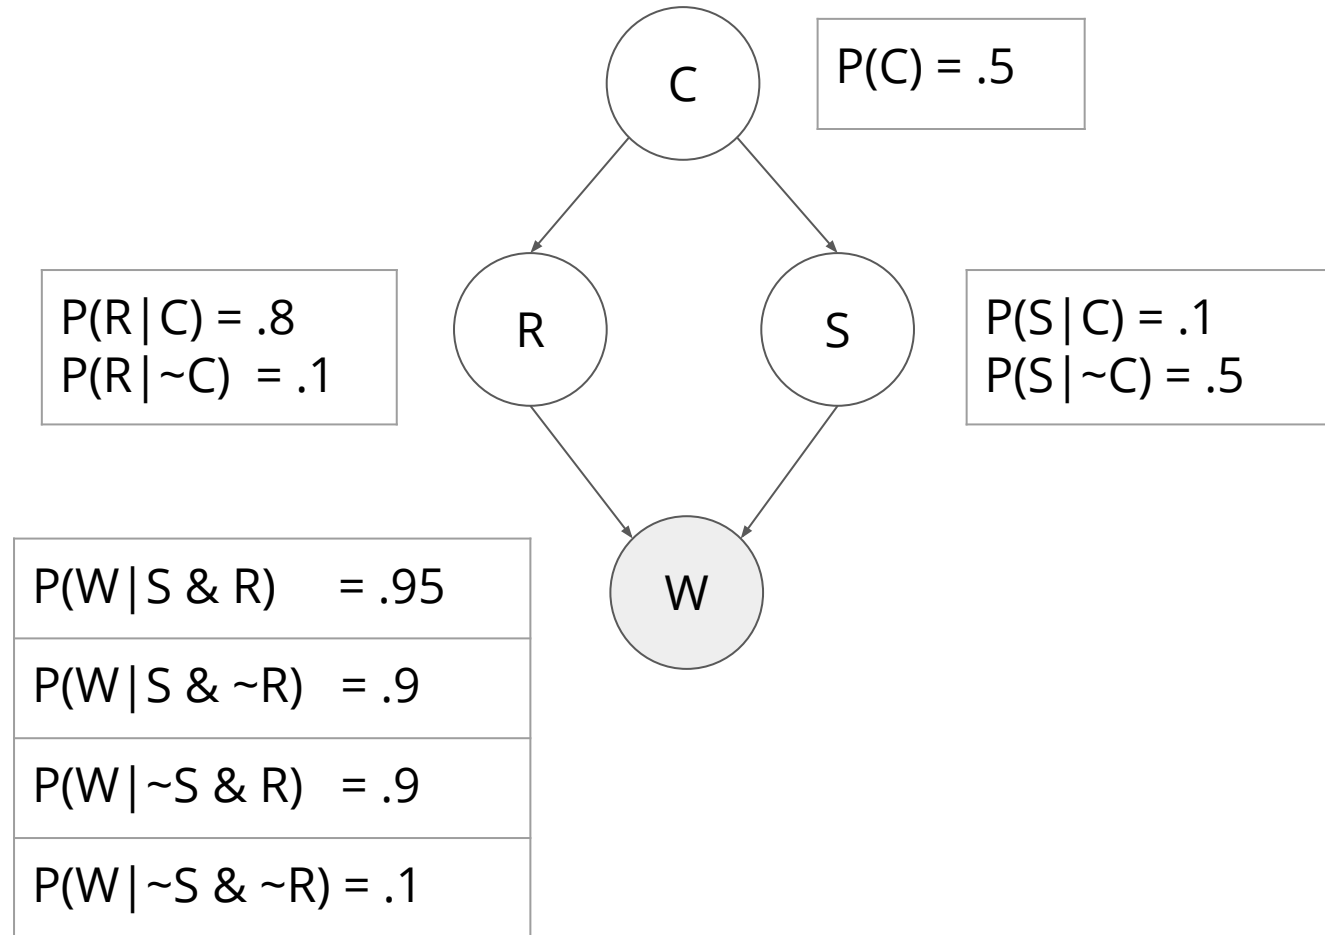 C
P(C) = .5
P(R|C) = .8
P(R|~C) = .1
R
S
P(S|C) = .1
P(S|~C) = .5
P(W|S & R) = .95
P(W|S & ~R) = .9
P(W|~S & R) = .9
P(W|~S & ~R) = .1
W